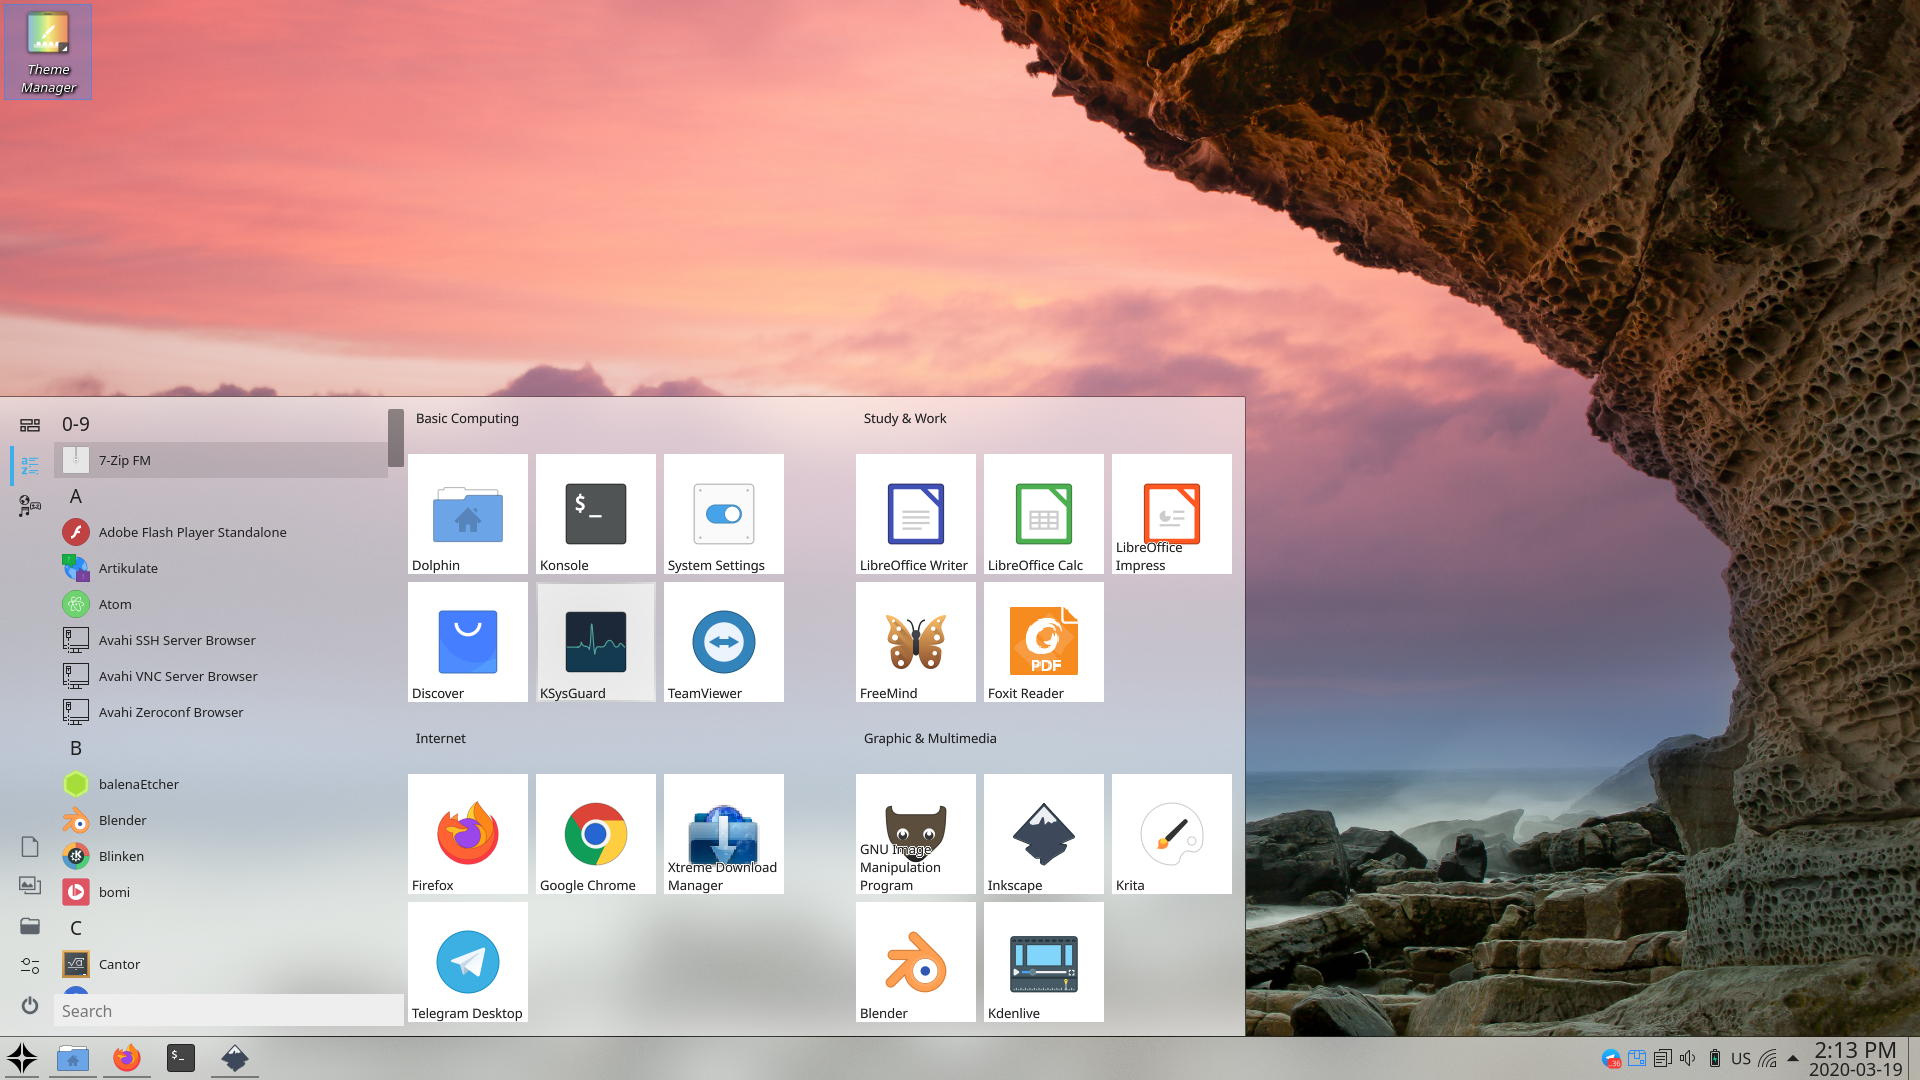 Theme
Manager
0-9
7-Zip FM
A
Adobe Flash Player Standalone
Artikulate
Atom
Avahi SSH Server Browser
Avahi VNC Server Browser
Avahi Zeroconf Browser
B
balenaEtcher
Blender
Blinken
bomi
C
Cantor
Search
Basic Computing
$_
Dolphin
Konsole
System Settings
Discover
KSysGuard
TeamViewer
Internet
Firefox
Google Chrome
Xtreme Download
Manager
Telegram Desktop
Study & Work
LibreOffice Writer
LibreOffice Calc
LibreOffice
Impress
PDF
FreeMind
Foxit Reader
Graphic & Multimedia
GNU Image
Manipulation
Program
Inkscape
Krita
Blender
Kdenlive
$_
US
2:13 PM
2020-03-19